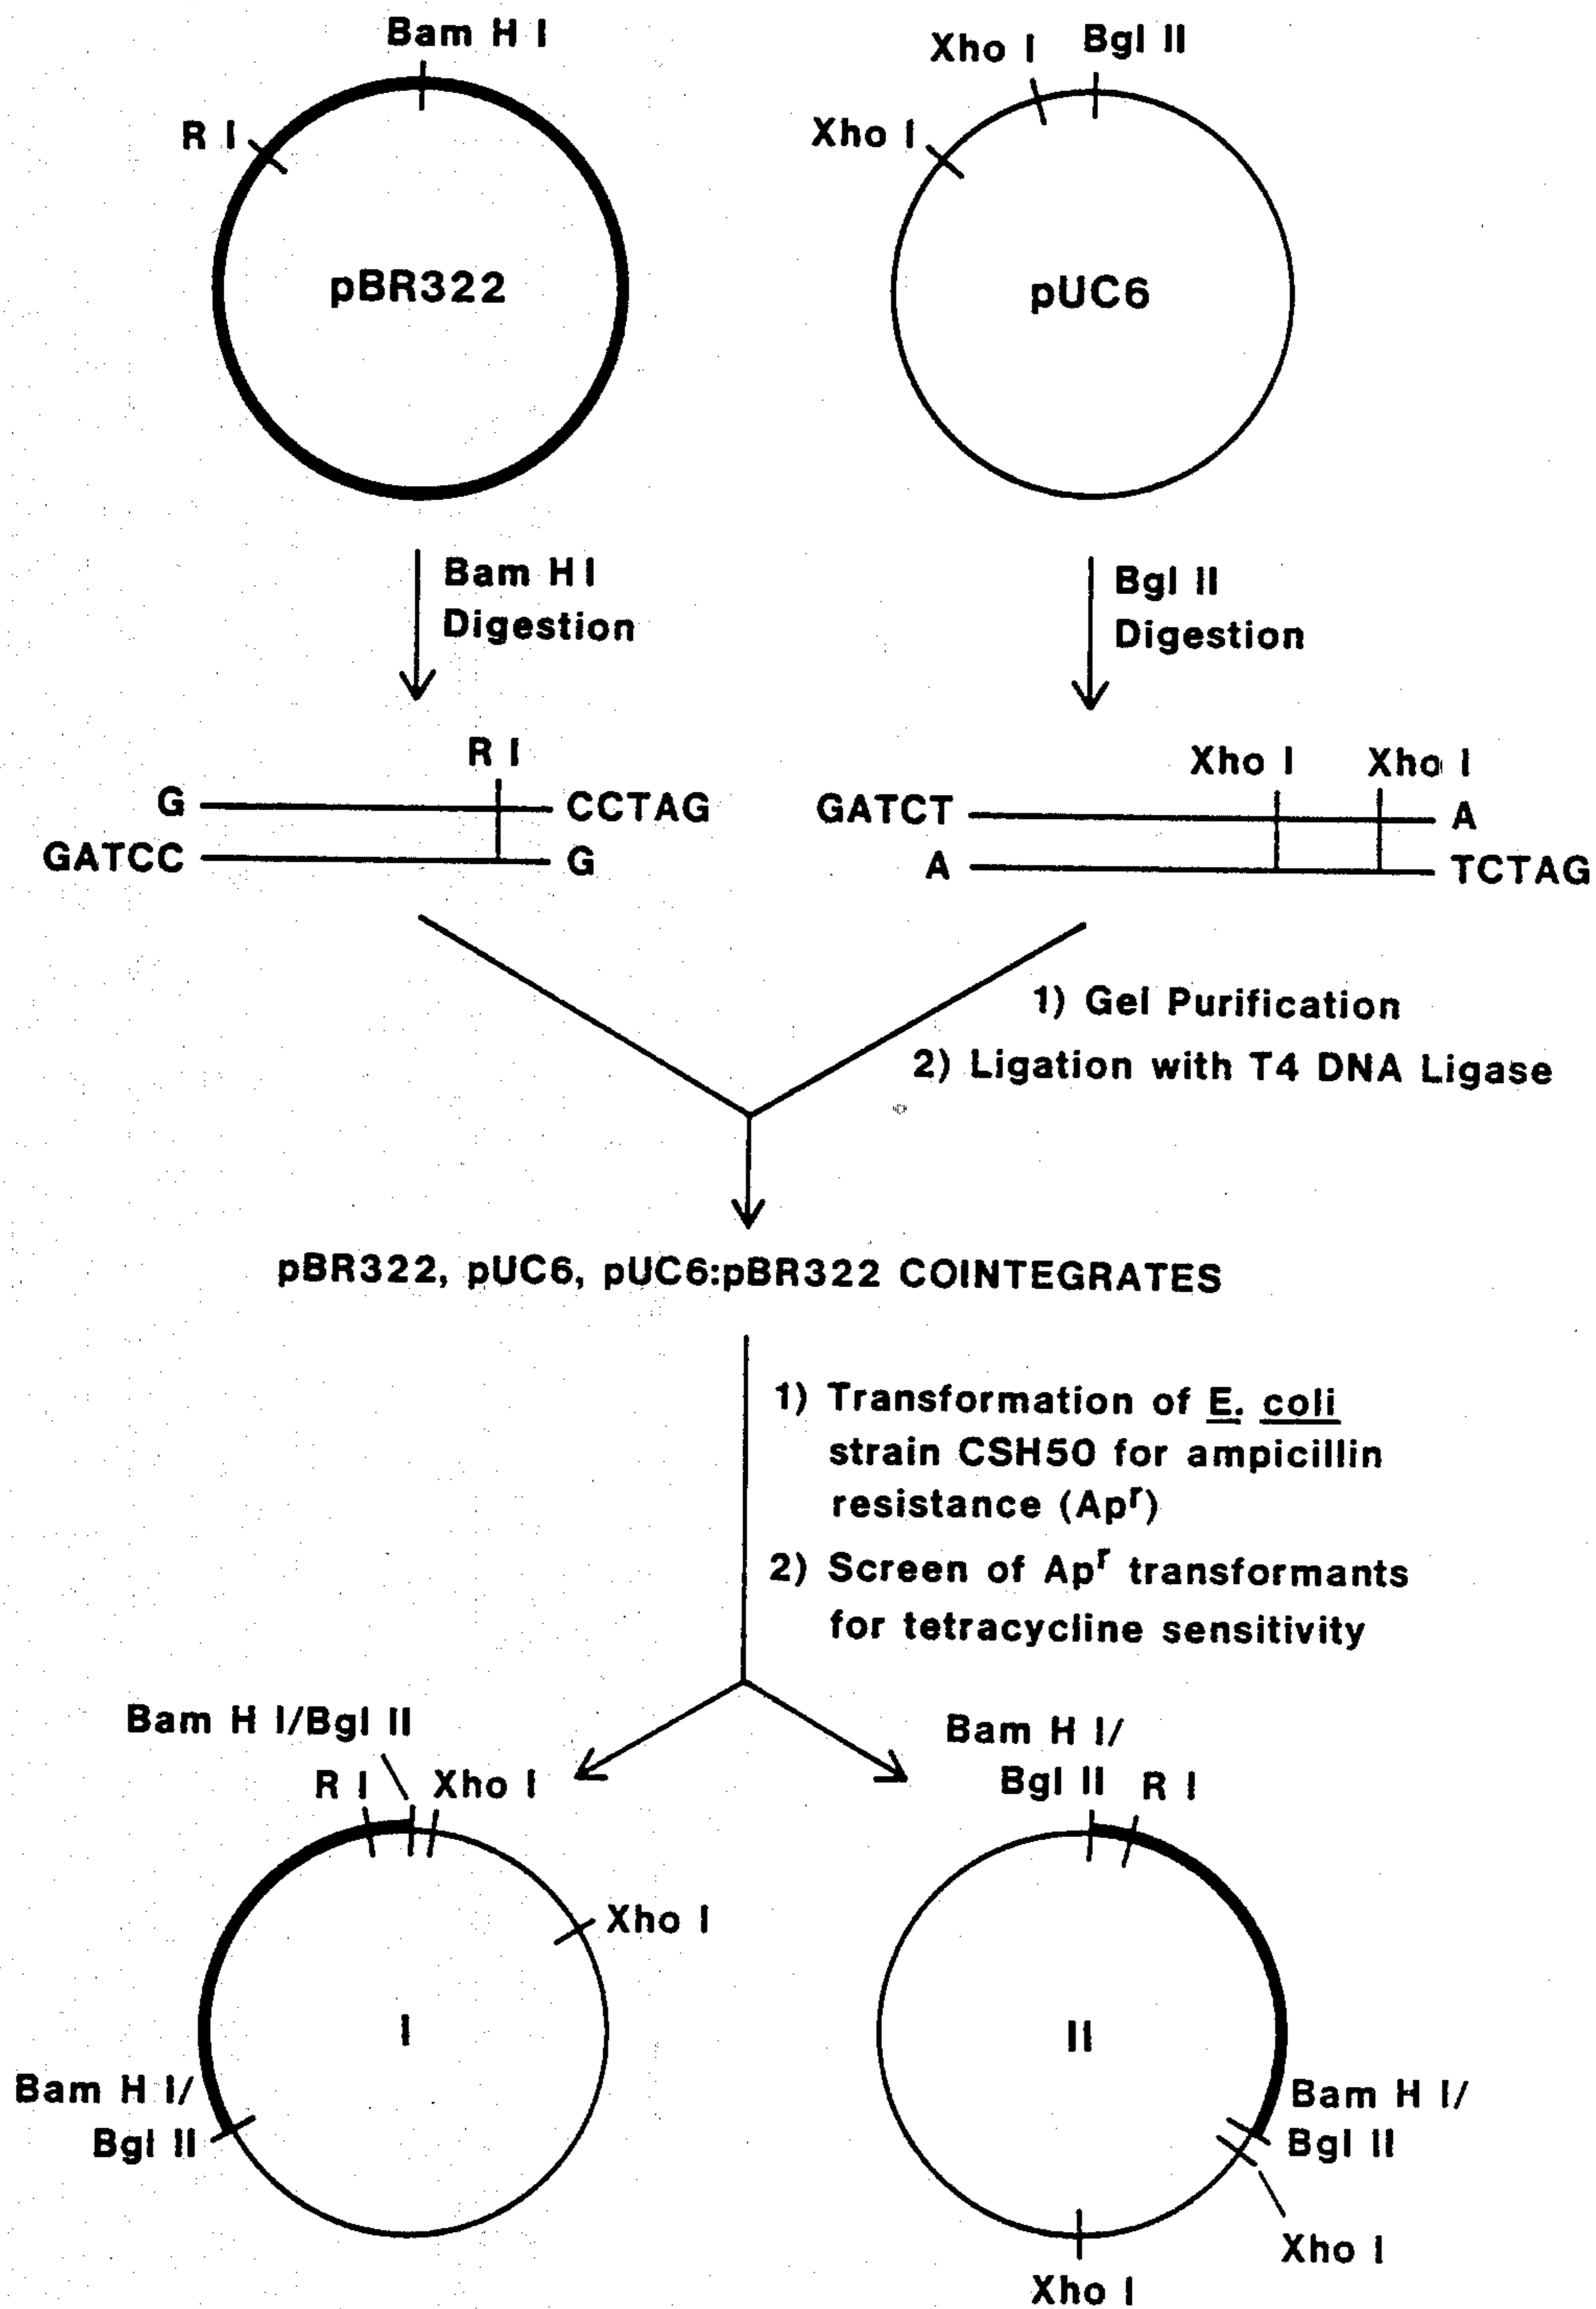 Bam H I
R I
pBR322
Xho I
Bgl II
Xho I
pUC6
Bam H I
Digestion
Bgl II
Digestion
R I
G
CCTAG
GATCC
G
Xho I
Xho I
GATCT
A
A
TCTAG
1) Gel Purification
2) Ligation with T4 DNA Ligase
pBR322, pUC6, pUC6:pBR322 COINTEGRATES
1) Transformation of E. coli
strain CSH50 for ampicillin
resistance (Apr)
2) Screen of Apr transformants
for tetracycline sensitivity
Bam H I/Bgl II
R I
Xho I
Xho I
I
Bam H I/
Bgl II
Bam H I/
Bgl II
R I
II
Bam H I/
Bgl II
Xho I
Xho I